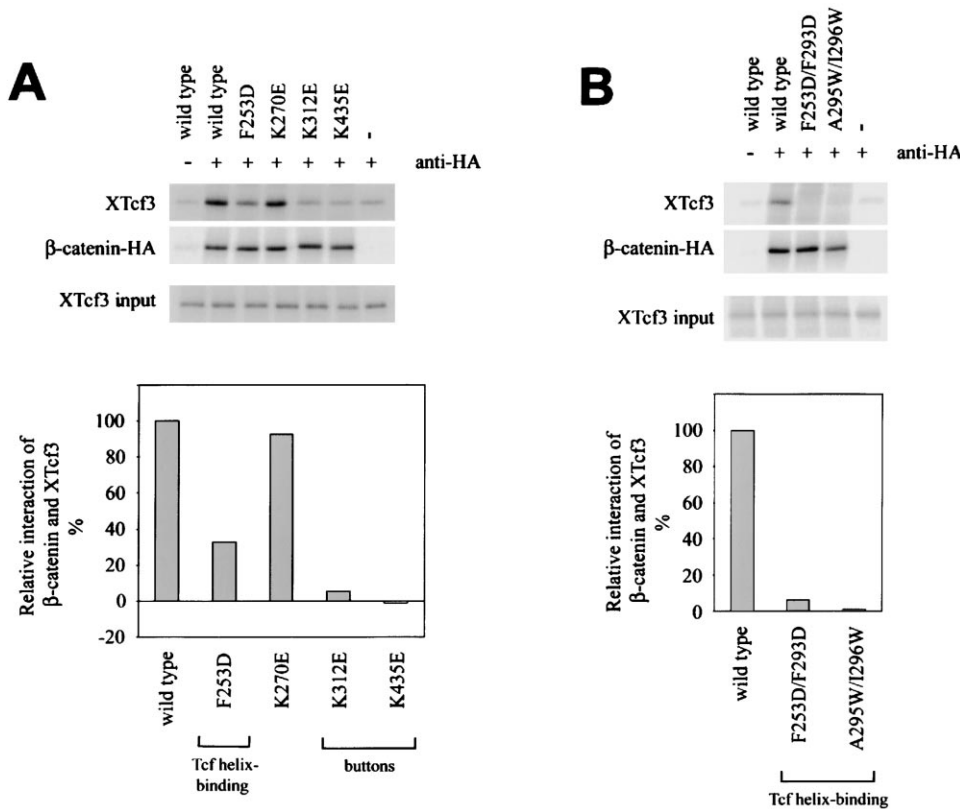 A
wild type
wild type
F253D
K270E
K312E
K435E
-
- + + + + + + anti-HA
XTcf3
β-catenin-HA
XTcf3 input
Relative interaction of
β-catenin and XTcf3
%
100
80
60
40
20
0
-20
wild type
F253D
K270E
K312E
K435E
Tcf helix-
binding
buttons
B
wild type
wild type
F253D/F293D
A295W/I296W
-
- + + + + anti-HA
XTcf3
β-catenin-HA
XTcf3 input
Relative interaction of
β-catenin and XTcf3
%
100
80
60
40
20
0
wild type
F253D/F293D
A295W/I296W
Tcf helix-binding